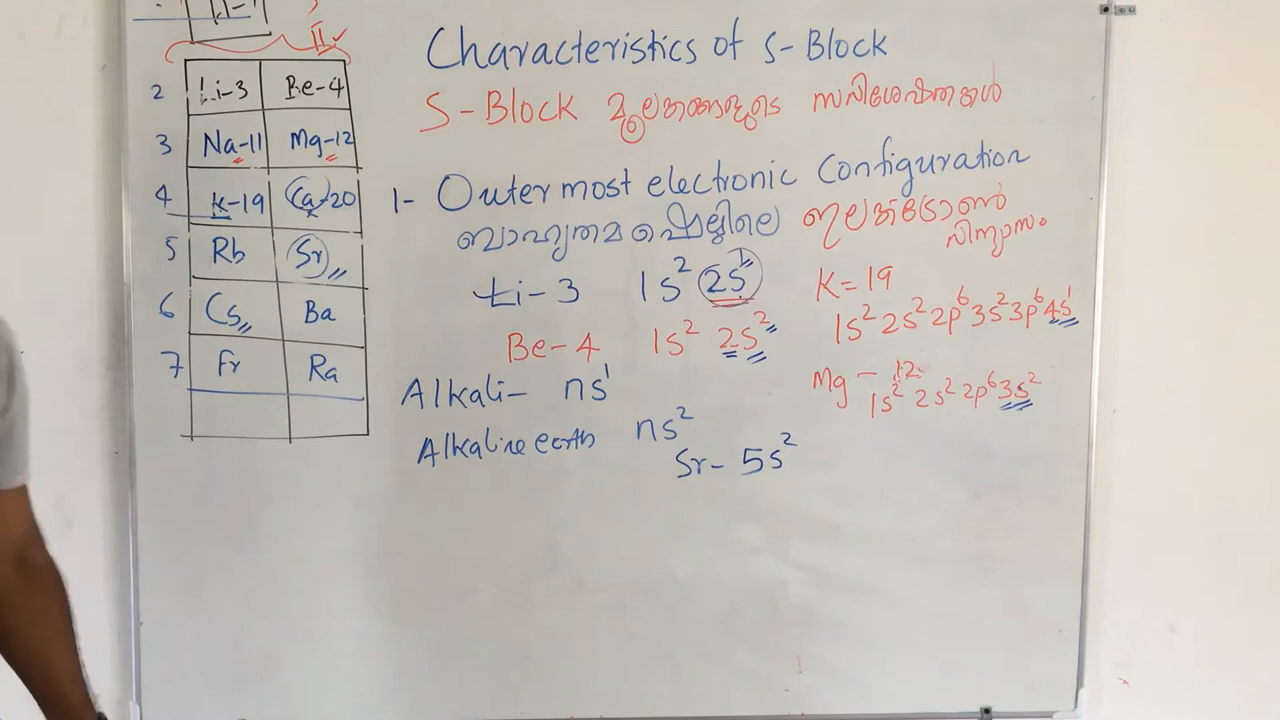 II ✓
Characteristics of S-Block
S-Block മൂലകങ്ങളുടെ സവിശേഷതകൾ
2 Li-3 Be-4
3 Na-11 Mg-12
4 K-19 Ca-20
5 Rb Sr
6 Cs Ba
7 Fr Ra
1- Outer most electronic Configuration
ബാഹ്യതമ ഷെല്ലിലെ ഇലക്ട്രോൺ
വിന്യാസം
Li-3 1s² 2s¹
Be-4 1s² 2s²
K=19
1s² 2s² 2p⁶ 3s² 3p⁶ 4s¹
Mg - 12
1s² 2s² 2p⁶ 3s²
Alkali- ns¹
Alkaline earth ns²
Sr- 5s²